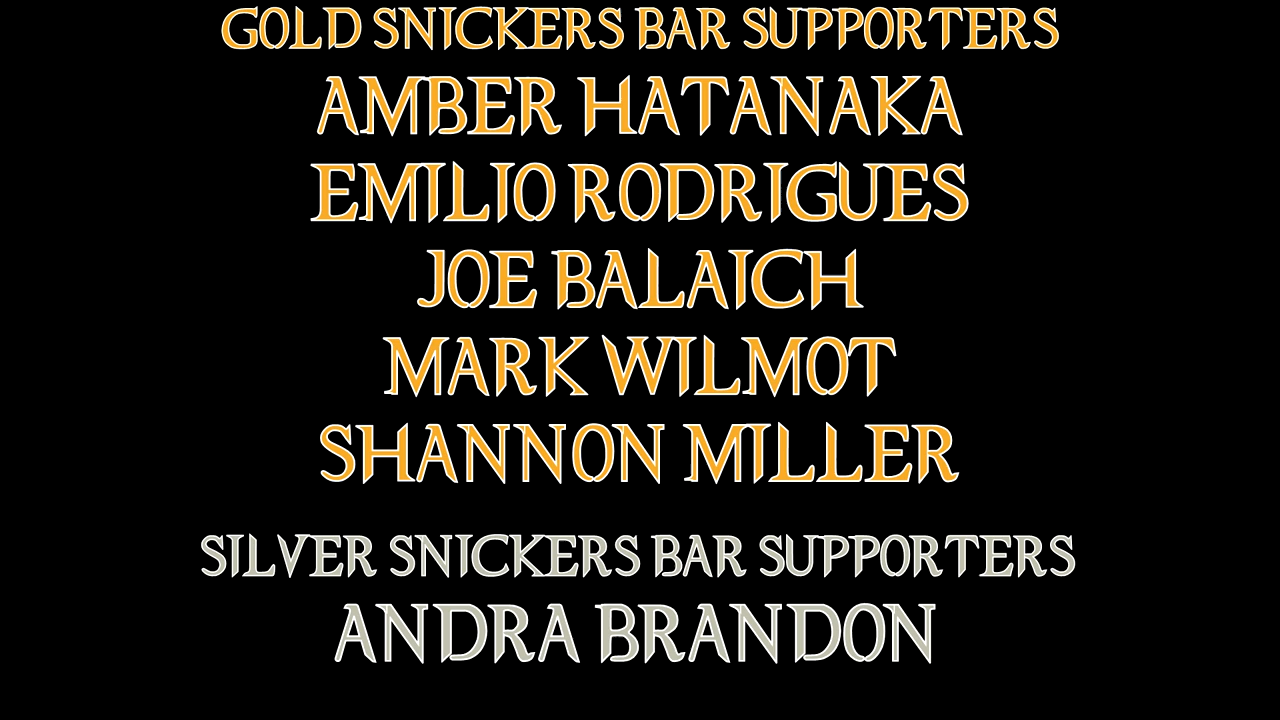 GOLD SNICKERS BAR SUPPORTERS
AMBER HATANAKA
EMILIO RODRIGUES
JOE BALAICH
MARK WILMOT
SHANNON MILLER
SILVER SNICKERS BAR SUPPORTERS
ANDRA BRANDON